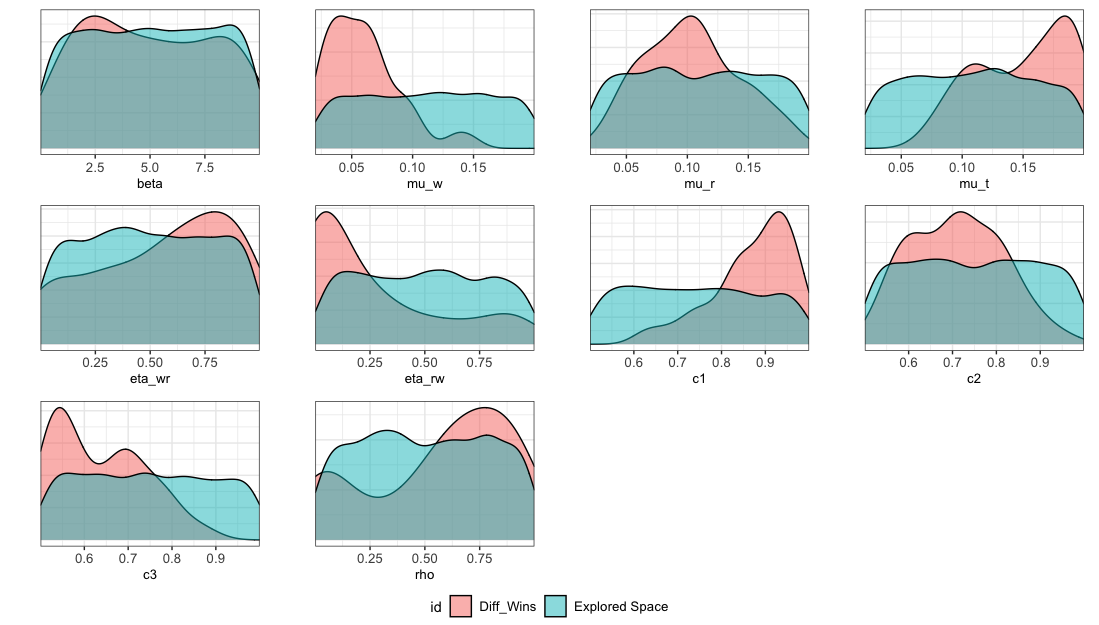 2.5 5.0 7.5
beta
0.05 0.10 0.15
mu_w
0.05 0.10 0.15
mu_r
0.05 0.10 0.15
mu_t
0.25 0.50 0.75
eta_wr
0.25 0.50 0.75
eta_rw
0.6 0.7 0.8 0.9
c1
0.6 0.7 0.8 0.9
c2
0.6 0.7 0.8 0.9
c3
0.25 0.50 0.75
rho
id Diff_Wins Explored Space